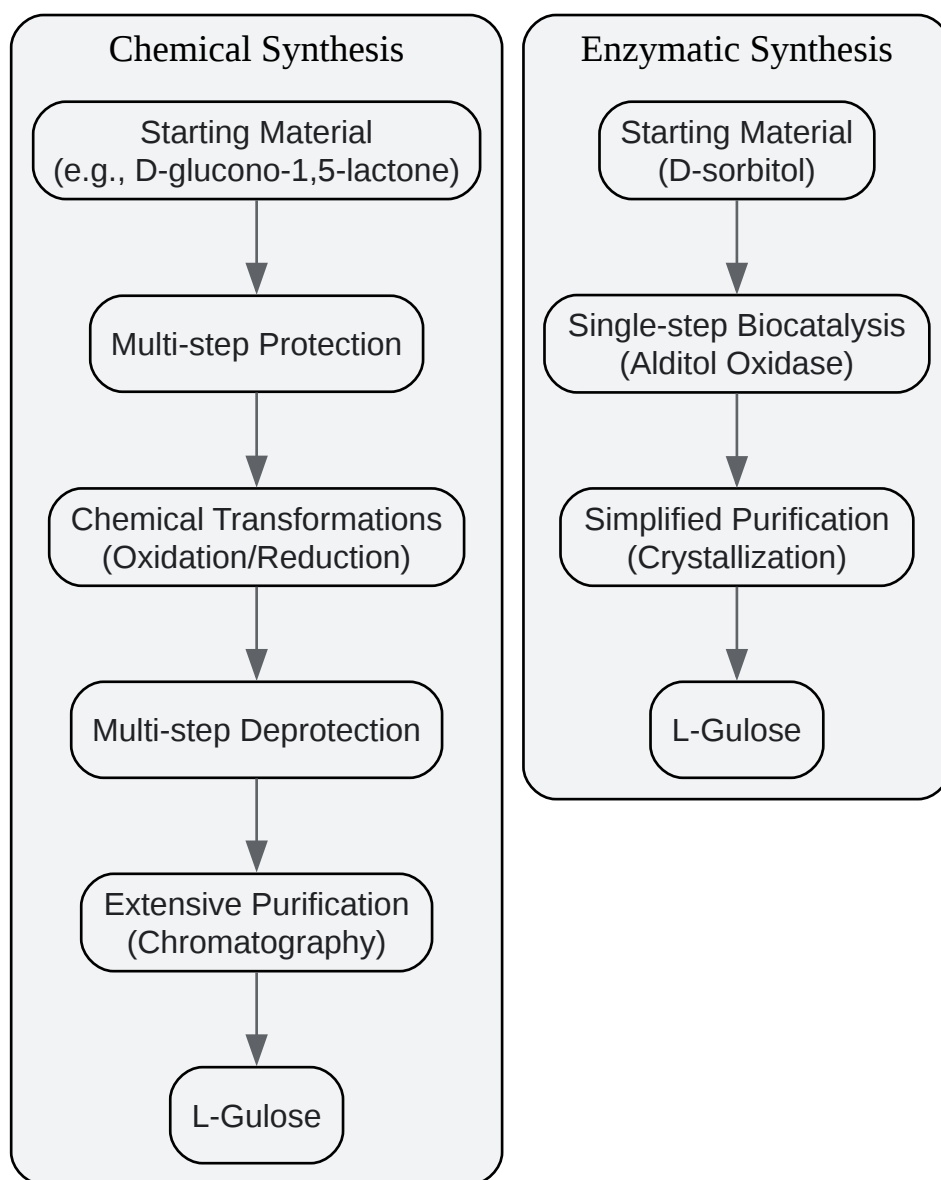 Chemical Synthesis
Starting Material
(e.g., D-glucono-1,5-lactone)
Multi-step Protection
Chemical Transformations
(Oxidation/Reduction)
Multi-step Deprotection
Extensive Purification
(Chromatography)
L-Gulose
Enzymatic Synthesis
Starting Material
(D-sorbitol)
Single-step Biocatalysis
(Alditol Oxidase)
Simplified Purification
(Crystallization)
L-Gulose